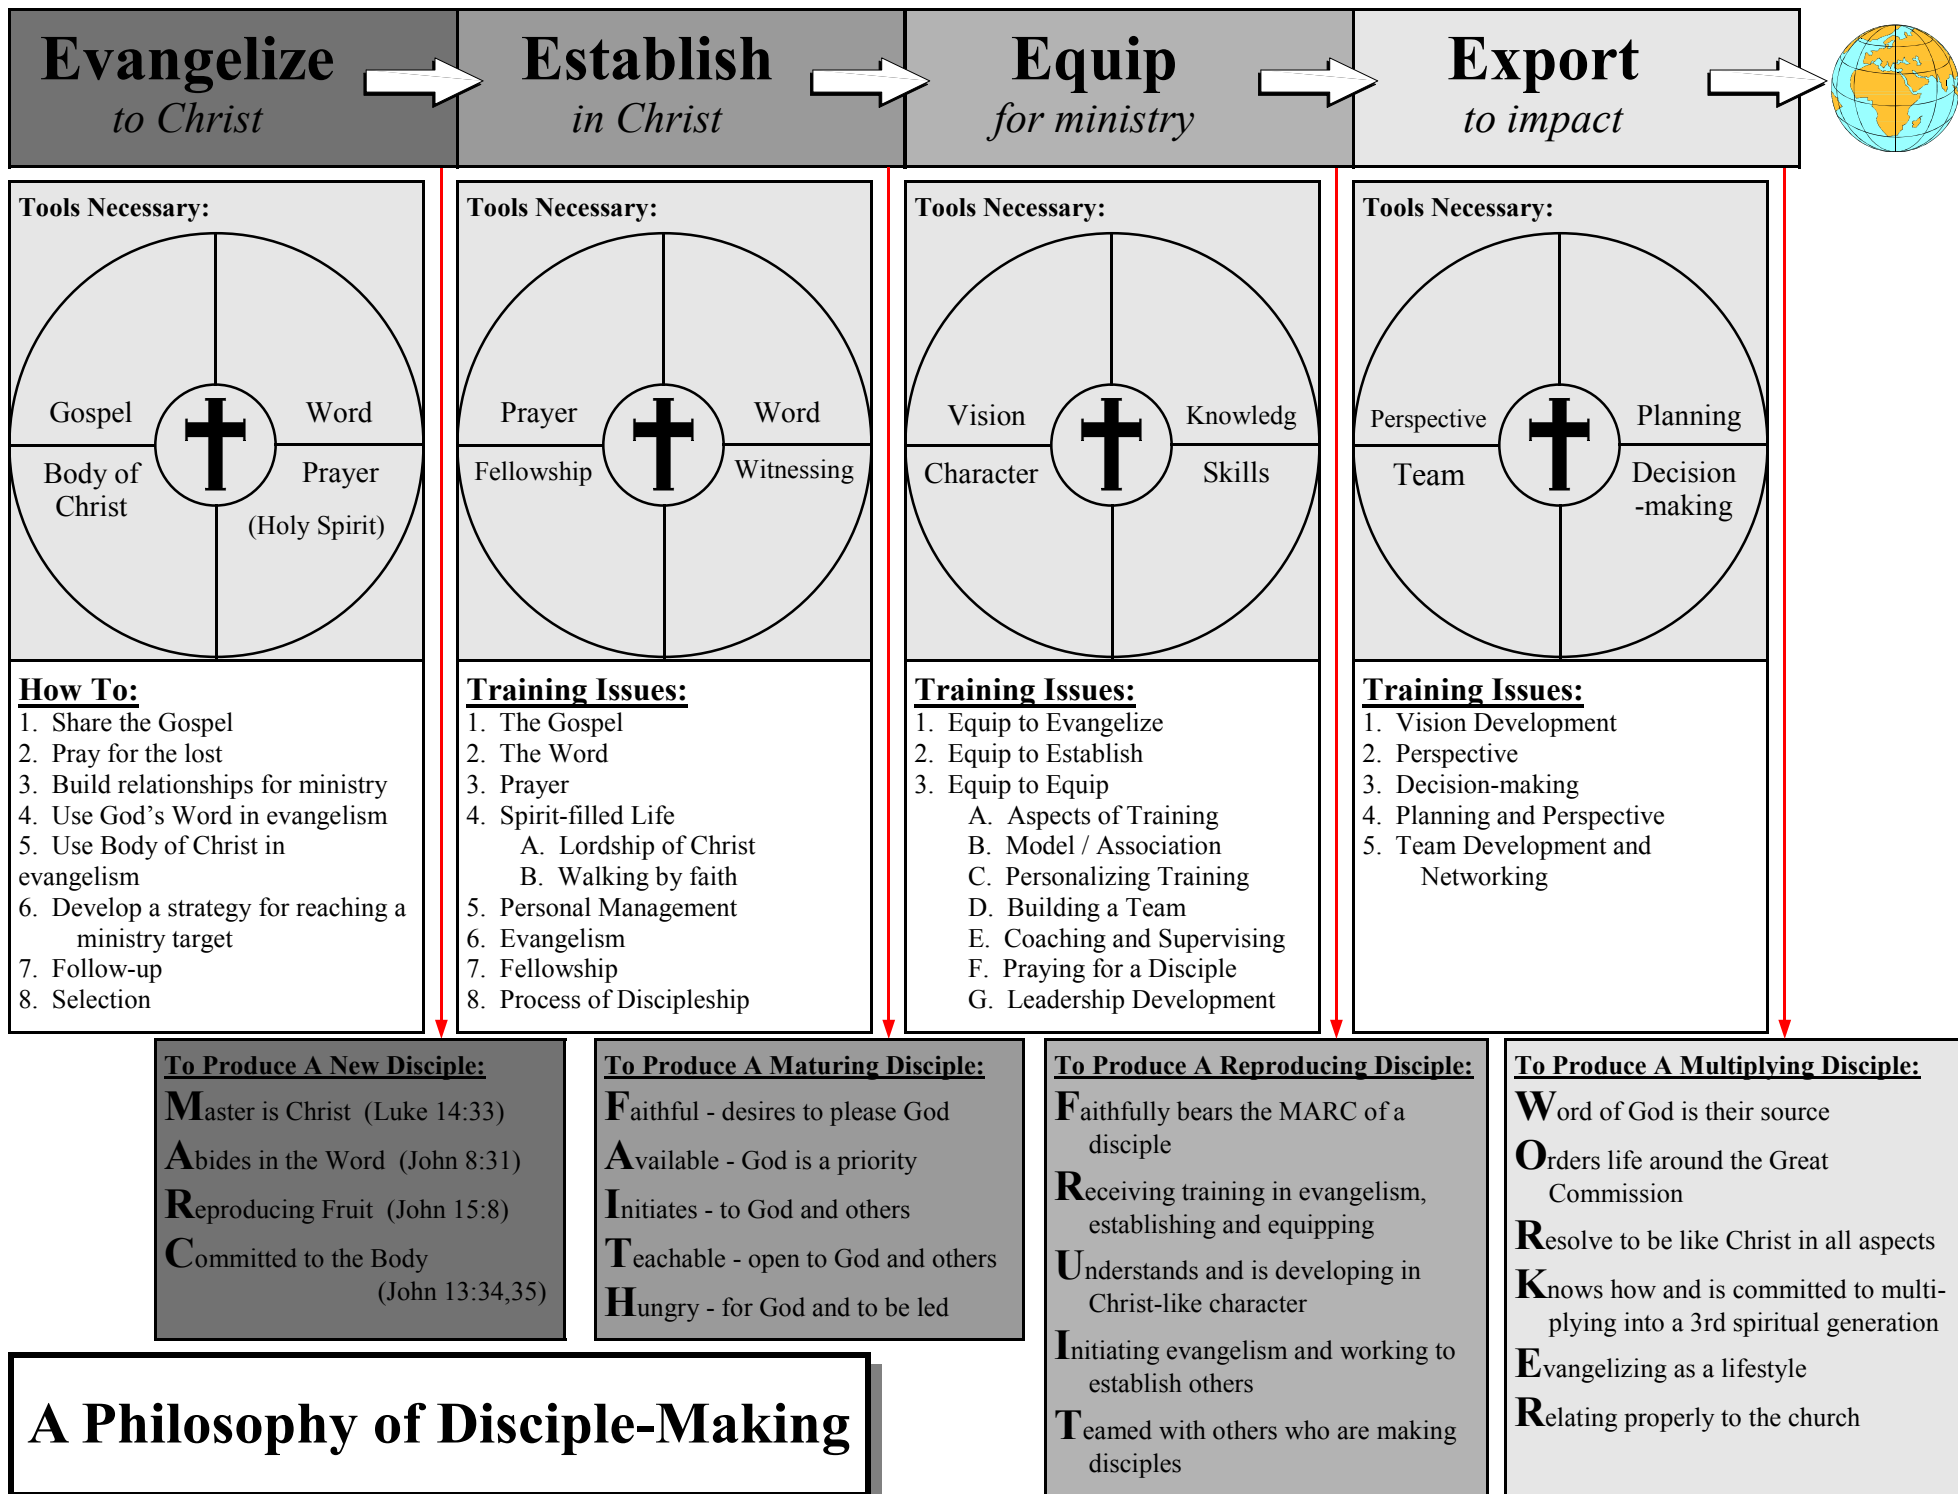 Evangelize
to Christ
Establish
in Christ
Equip
for ministry
Export
to impact
Tools Necessary:
Gospel
Word
Body of
Christ
Prayer
(Holy Spirit)
How To:
1. Share the Gospel
2. Pray for the lost
3. Build relationships for ministry
4. Use God's Word in evangelism
5. Use Body of Christ in
evangelism
6. Develop a strategy for reaching a
ministry target
7. Follow-up
8. Selection
Tools Necessary:
Prayer
Word
Fellowship
Witnessing
Training Issues:
1. The Gospel
2. The Word
3. Prayer
4. Spirit-filled Life
A. Lordship of Christ
B. Walking by faith
5. Personal Management
6. Evangelism
7. Fellowship
8. Process of Discipleship
Tools Necessary:
Vision
Knowledg
Character
Skills
Training Issues:
1. Equip to Evangelize
2. Equip to Establish
3. Equip to Equip
A. Aspects of Training
B. Model / Association
C. Personalizing Training
D. Building a Team
E. Coaching and Supervising
F. Praying for a Disciple
G. Leadership Development
Tools Necessary:
Perspective
Planning
Team
Decision
-making
Training Issues:
1. Vision Development
2. Perspective
3. Decision-making
4. Planning and Perspective
5. Team Development and
Networking
To Produce A New Disciple:
Master is Christ (Luke 14:33)
Abides in the Word (John 8:31)
Reproducing Fruit (John 15:8)
Committed to the Body
(John 13:34,35)
To Produce A Maturing Disciple:
Faithful - desires to please God
Available - God is a priority
Initiates - to God and others
Teachable - open to God and others
Hungry - for God and to be led
To Produce A Reproducing Disciple:
Faithfully bears the MARC of a
disciple
Receiving training in evangelism,
establishing and equipping
Understands and is developing in
Christ-like character
Initiating evangelism and working to
establish others
Teamed with others who are making
disciples
To Produce A Multiplying Disciple:
Word of God is their source
Orders life around the Great
Commission
Resolve to be like Christ in all aspects
Knows how and is committed to multi-
plying into a 3rd spiritual generation
Evangelizing as a lifestyle
Relating properly to the church
A Philosophy of Disciple-Making